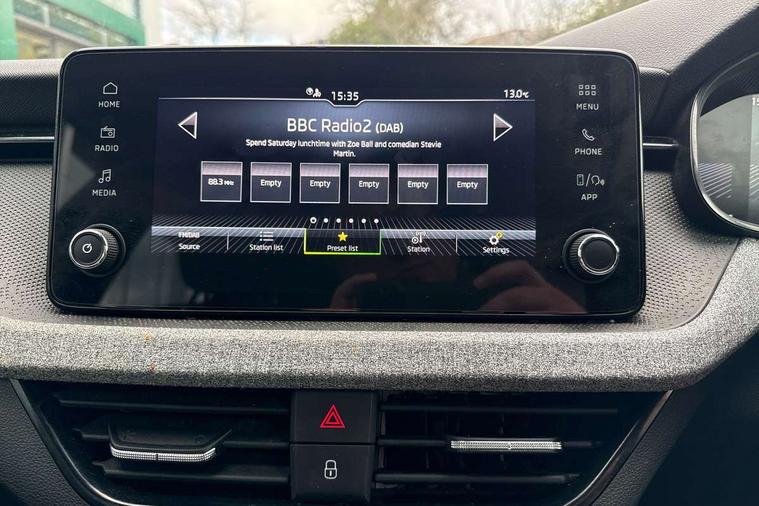 HOME
RADIO
MEDIA
15:35
13.0°C
BBC Radio2 (DAB)
Spend Saturday lunchtime with Zoe Ball and comedian Stevie
Martin.
88.3 MHz
Empty
Empty
Empty
Empty
Empty
FM/DAB
Source
Station list
Preset list
Station
Settings
MENU
PHONE
APP